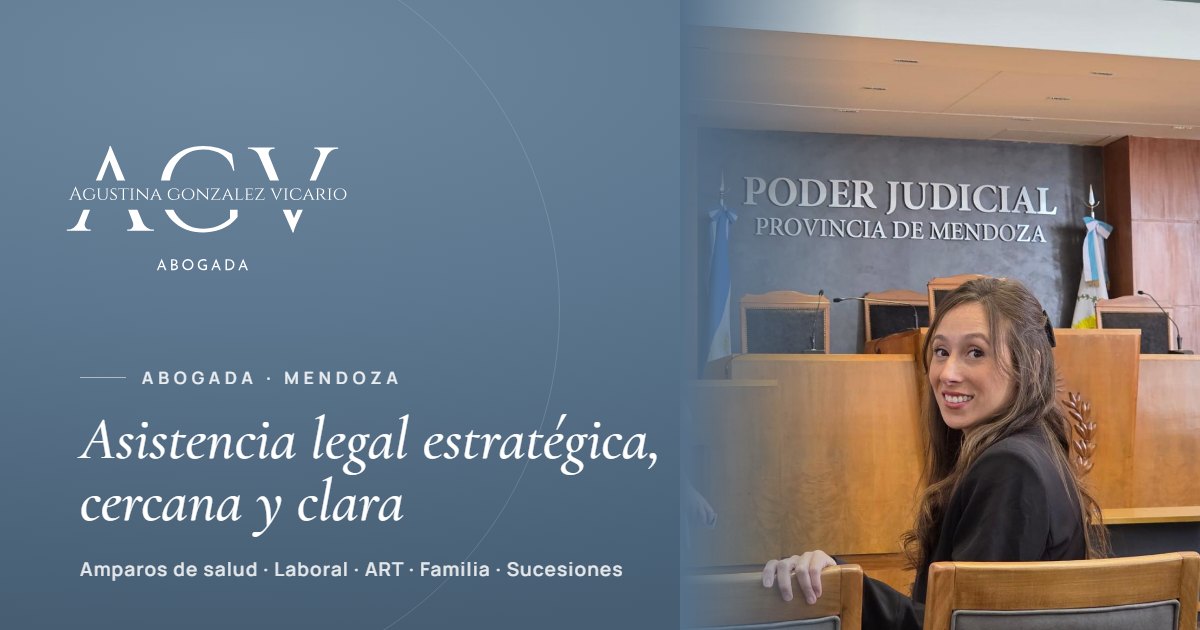 AGV
AGUSTINA GONZALEZ VICARIO
ABOGADA
ABOGADA · MENDOZA
Asistencia legal estratégica,
cercana y clara
Amparos de salud · Laboral · ART · Familia · Sucesiones
PODER JUDICIAL
PROVINCIA DE MENDOZA